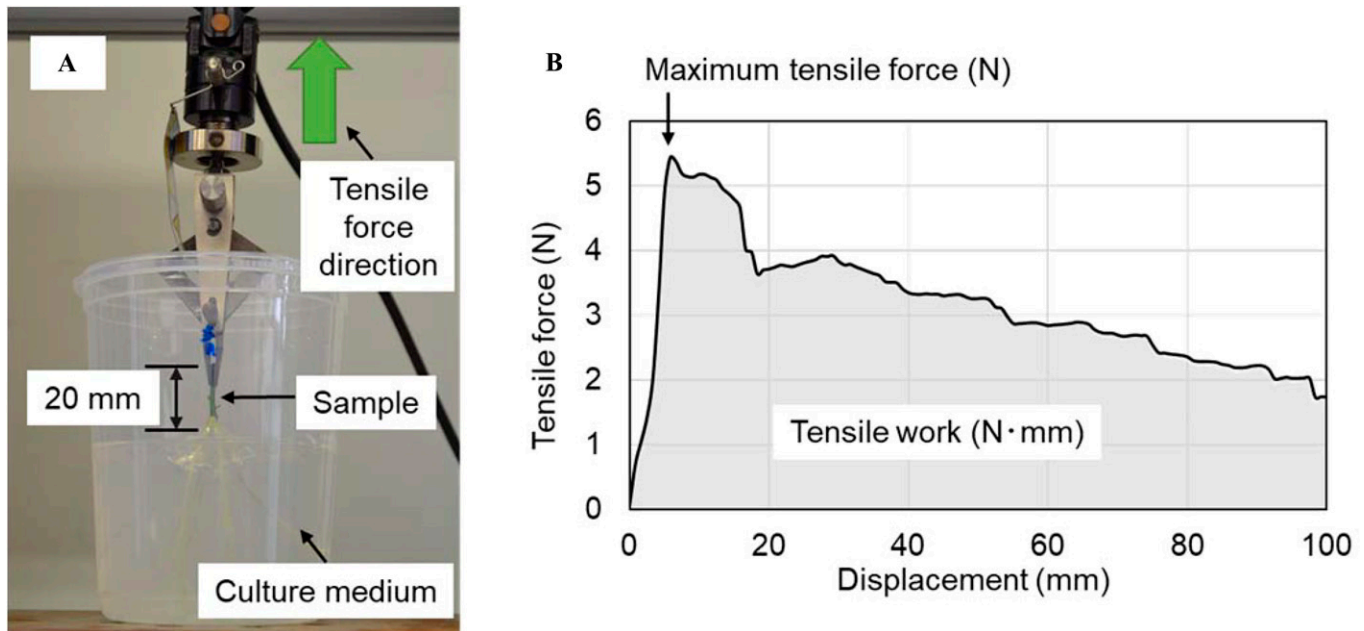 A
Tensile
force
direction
20 mm
Sample
Culture medium
B
Maximum tensile force (N)
Tensile force (N)
6
5
4
3
2
1
0
Tensile work (N·mm)
0 20 40 60 80 100
Displacement (mm)